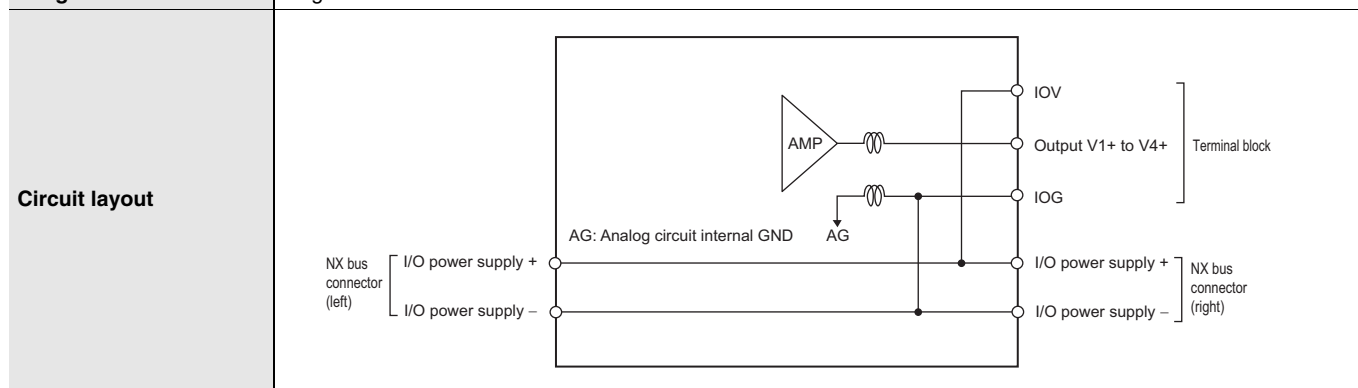 Circuit layout
IOV
AMP
Output V1+ to V4+
Terminal block
IOG
AG: Analog circuit internal GND
AG
NX bus
connector
(left)
I/O power supply +
I/O power supply –
I/O power supply +
I/O power supply –
NX bus
connector
(right)